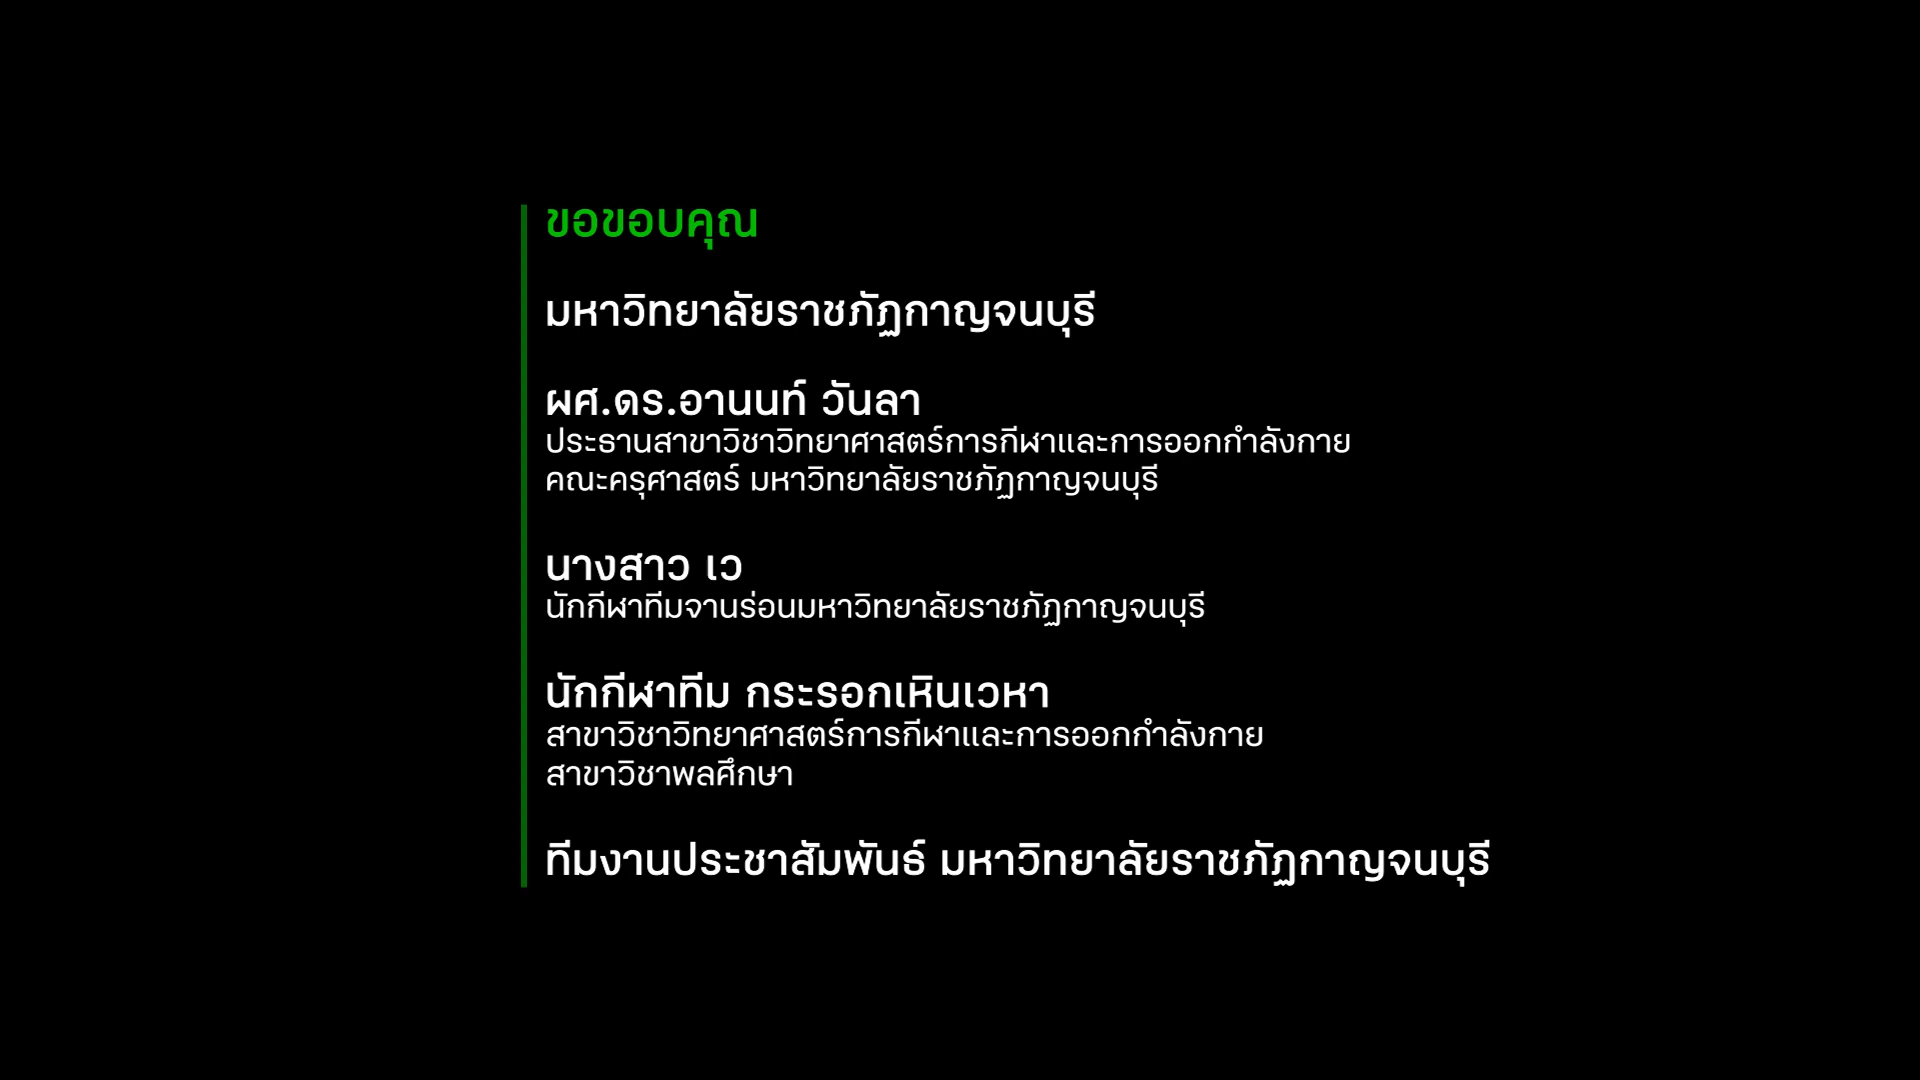 ขอขอบคุณ
มหาวิทยาลัยราชภัฏกาญจนบุรี
ผศ.ดร.อานนท์ วันลา
ประธานสาขาวิชาวิทยาศาสตร์การกีฬาและการออกกำลังกาย
คณะครุศาสตร์ มหาวิทยาลัยราชภัฏกาญจนบุรี
นางสาว เว
นักกีฬาทีมจานร่อนมหาวิทยาลัยราชภัฏกาญจนบุรี
นักกีฬาทีม กระรอกเหินเวหา
สาขาวิชาวิทยาศาสตร์การกีฬาและการออกกำลังกาย
สาขาวิชาพลศึกษา
ทีมงานประชาสัมพันธ์ มหาวิทยาลัยราชภัฏกาญจนบุรี